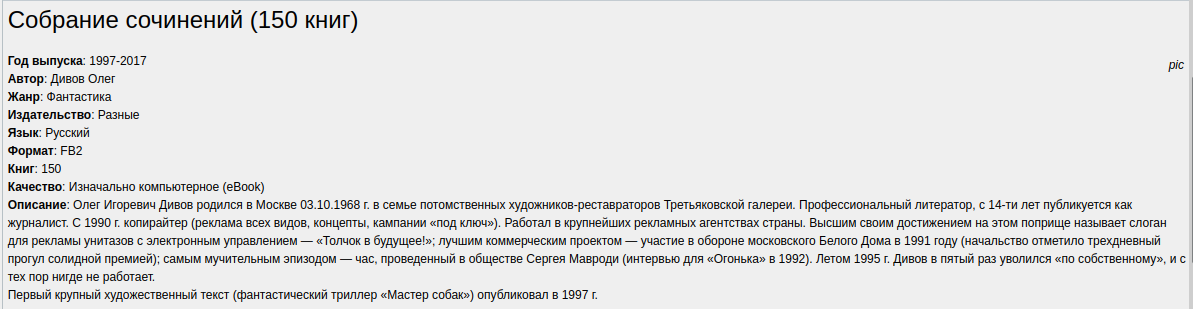 Собрание сочинений (150 книг)
Год выпуска: 1997-2017
pic
Автор: Дивов Олег
Жанр: Фантастика
Издательство: Разные
Язык: Русский
Формат: FB2
Книг: 150
Качество: Изначально компьютерное (eBook)
Описание: Олег Игоревич Дивов родился в Москве 03.10.1968 г. в семье потомственных художников-реставраторов Третьяковской галереи. Профессиональный литератор, с 14-ти лет публикуется как
журналист. С 1990 г. копирайтер (реклама всех видов, концепты, кампании «под ключ»). Работал в крупнейших рекламных агентствах страны. Высшим своим достижением на этом поприще называет слоган
для рекламы унитазов с электронным управлением — «Толчок в будущее!»; лучшим коммерческим проектом — участие в обороне московского Белого Дома в 1991 году (начальство отметило трехдневный
прогул солидной премией); самым мучительным эпизодом — час, проведенный в обществе Сергея Мавроди (интервью для «Огонька» в 1992). Летом 1995 г. Дивов в пятый раз уволился «по собственному», и с
тех пор нигде не работает.
Первый крупный художественный текст (фантастический триллер «Мастер собак») опубликовал в 1997 г.